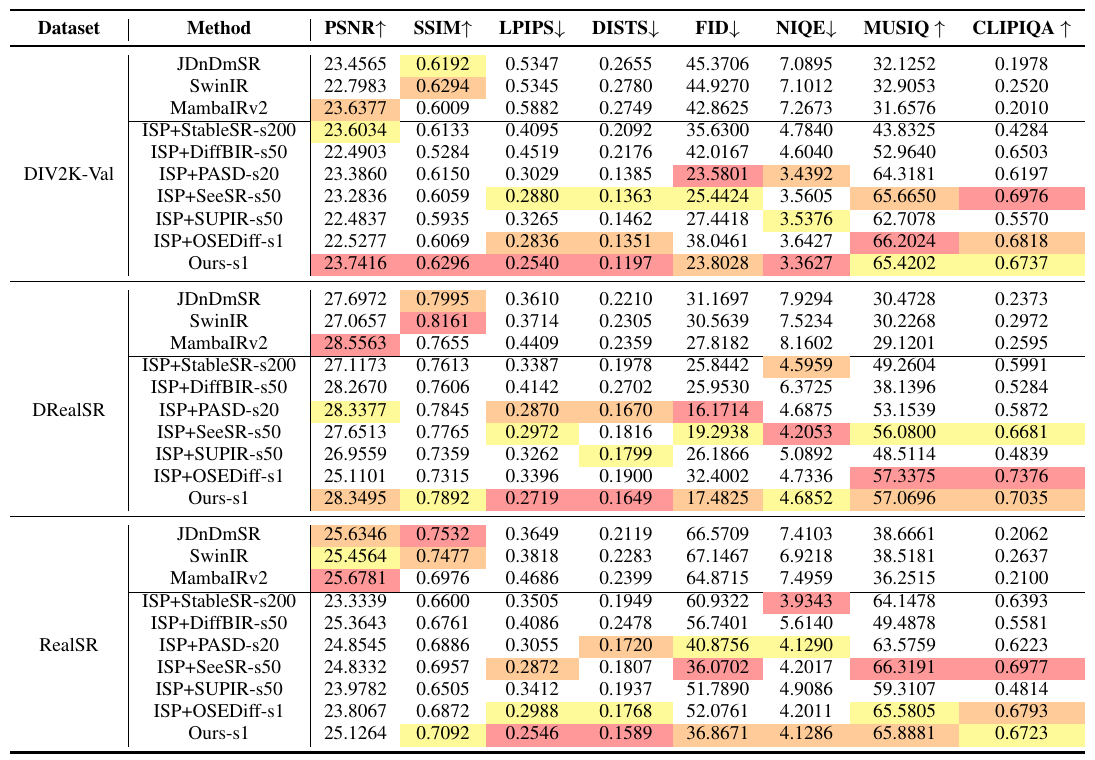 Dataset Method PSNR↑ SSIM↑ LPIPS↓ DISTS↓ FID↓ NIQE↓ MUSIQ ↑ CLIPIQA ↑
JDnDmSR 23.4565 0.6192 0.5347 0.2655 45.3706 7.0895 32.1252 0.1978
SwinIR 22.7983 0.6294 0.5345 0.2780 44.9270 7.1012 32.9053 0.2520
MambaIRv2 23.6377 0.6009 0.5882 0.2749 42.8625 7.2673 31.6576 0.2010
ISP+StableSR-s200 23.6034 0.6133 0.4095 0.2092 35.6300 4.7840 43.8325 0.4284
ISP+DiffBIR-s50 22.4903 0.5284 0.4519 0.2176 42.0167 4.6040 52.9640 0.6503
DIV2K-Val ISP+PASD-s20 23.3860 0.6150 0.3029 0.1385 23.5801 3.4392 64.3181 0.6197
ISP+SeeSR-s50 23.2836 0.6059 0.2880 0.1363 25.4424 3.5605 65.6650 0.6976
ISP+SUPIR-s50 22.4837 0.5935 0.3265 0.1462 27.4418 3.5376 62.7078 0.5570
ISP+OSEDiff-s1 22.5277 0.6069 0.2836 0.1351 38.0461 3.6427 66.2024 0.6818
Ours-s1 23.7416 0.6296 0.2540 0.1197 23.8028 3.3627 65.4202 0.6737
JDnDmSR 27.6972 0.7995 0.3610 0.2210 31.1697 7.9294 30.4728 0.2373
SwinIR 27.0657 0.8161 0.3714 0.2305 30.5639 7.5234 30.2268 0.2972
MambaIRv2 28.5563 0.7655 0.4409 0.2359 27.8182 8.1602 29.1201 0.2595
ISP+StableSR-s200 27.1173 0.7613 0.3387 0.1978 25.8442 4.5959 49.2604 0.5991
ISP+DiffBIR-s50 28.2670 0.7606 0.4142 0.2702 25.9530 6.3725 38.1396 0.5284
DRealSR ISP+PASD-s20 28.3377 0.7845 0.2870 0.1670 16.1714 4.6875 53.1539 0.5872
ISP+SeeSR-s50 27.6513 0.7765 0.2972 0.1816 19.2938 4.2053 56.0800 0.6681
ISP+SUPIR-s50 26.9559 0.7359 0.3262 0.1799 26.1866 5.0892 48.5114 0.4839
ISP+OSEDiff-s1 25.1101 0.7315 0.3396 0.1900 32.4002 4.7336 57.3375 0.7376
Ours-s1 28.3495 0.7892 0.2719 0.1649 17.4825 4.6852 57.0696 0.7035
JDnDmSR 25.6346 0.7532 0.3649 0.2119 66.5709 7.4103 38.6661 0.2062
SwinIR 25.4564 0.7477 0.3818 0.2283 67.1467 6.9218 38.5181 0.2637
MambaIRv2 25.6781 0.6976 0.4686 0.2399 64.8715 7.4959 36.2515 0.2100
ISP+StableSR-s200 23.3339 0.6600 0.3505 0.1949 60.9322 3.9343 64.1478 0.6393
ISP+DiffBIR-s50 25.3643 0.6761 0.4086 0.2478 56.7401 5.6140 49.4878 0.5581
RealSR ISP+PASD-s20 24.8545 0.6886 0.3055 0.1720 40.8756 4.1290 63.5759 0.6223
ISP+SeeSR-s50 24.8332 0.6957 0.2872 0.1807 36.0702 4.2017 66.3191 0.6977
ISP+SUPIR-s50 23.9782 0.6505 0.3412 0.1937 51.7890 4.9086 59.3107 0.4814
ISP+OSEDiff-s1 23.8067 0.6872 0.2988 0.1768 52.0761 4.2011 65.5805 0.6793
Ours-s1 25.1264 0.7092 0.2546 0.1589 36.8671 4.1286 65.8881 0.6723